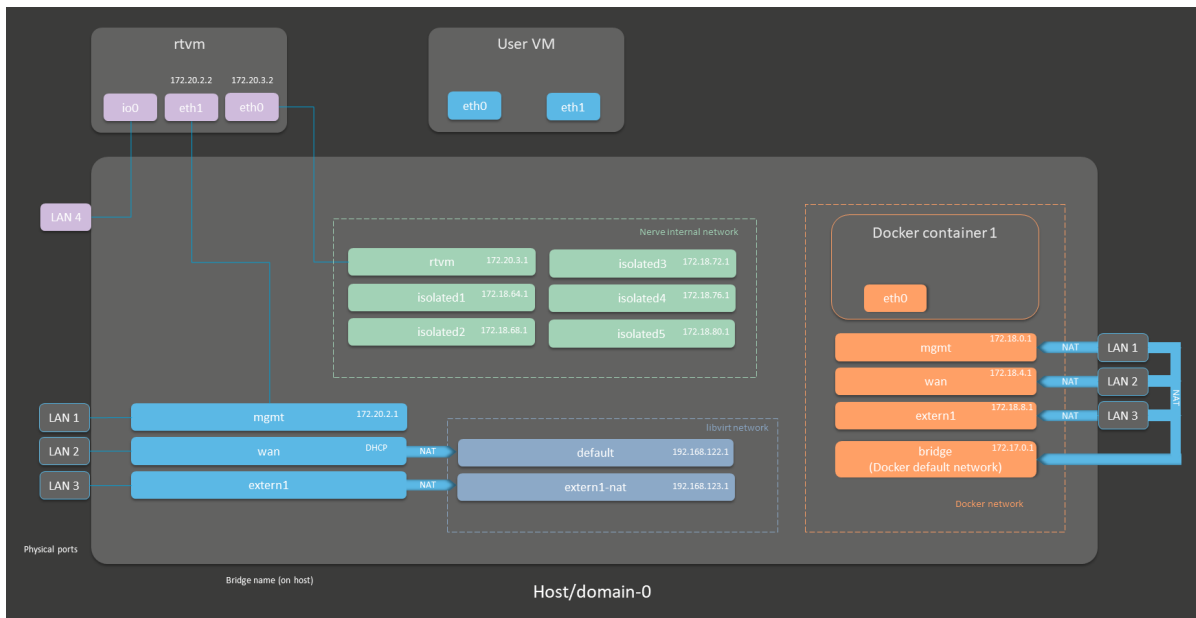 rtvm
User VM
172.20.2.2
172.20.3.2
io0
eth1
eth0
eth0
eth1
LAN 4
Nerve internal network
rtvm 172.20.3.1
isolated3 172.18.72.1
isolated1 172.18.64.1
isolated4 172.18.76.1
isolated2 172.18.68.1
isolated5 172.18.80.1
Docker container 1
eth0
mgmt 172.18.0.1
NAT
LAN 1
wan 172.18.4.1
NAT
LAN 2
extern1 172.18.8.1
NAT
LAN 3
NAT
bridge 172.17.0.1
(Docker default network)
Docker network
LAN 1
mgmt 172.20.2.1
LAN 2
wan DHCP
NAT
libvirt network
default 192.168.122.1
LAN 3
extern1
NAT
extern1-nat 192.168.123.1
Physical ports
Bridge name (on host)
Host/domain-0